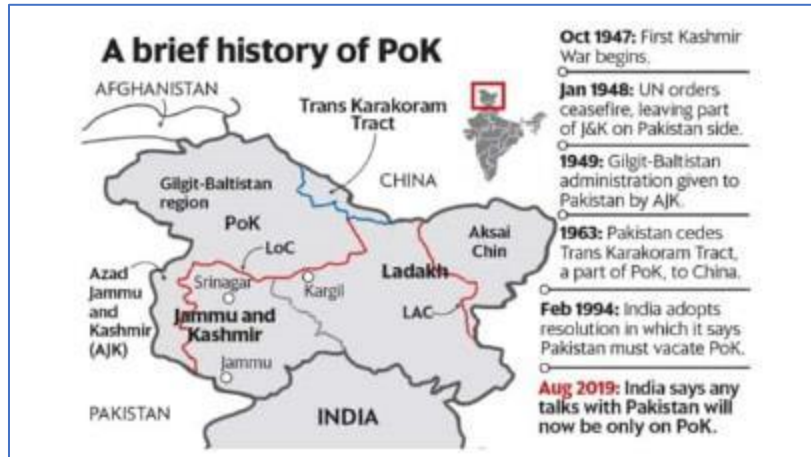 A brief history of PoK
AFGHANISTAN
Trans Karakoram
Tract
CHINA
Gilgit-Baltistan
region
PoK
LoC
Aksai
Chin
Ladakh
Azad
Jammu
and
Kashmir
(AJK)
Srinagar
Kargil
Jammu and
Kashmir
LAC
Jammu
PAKISTAN
INDIA
Oct 1947: First Kashmir
War begins.
Jan 1948: UN orders
ceasefire, leaving part
of J&K on Pakistan side.
1949: Gilgit-Baltistan
administration given to
Pakistan by AJK.
1963: Pakistan cedes
Trans Karakoram Tract,
a part of PoK, to China.
Feb 1994: India adopts
resolution in which it says
Pakistan must vacate PoK.
Aug 2019: India says any
talks with Pakistan will
now be only on PoK.